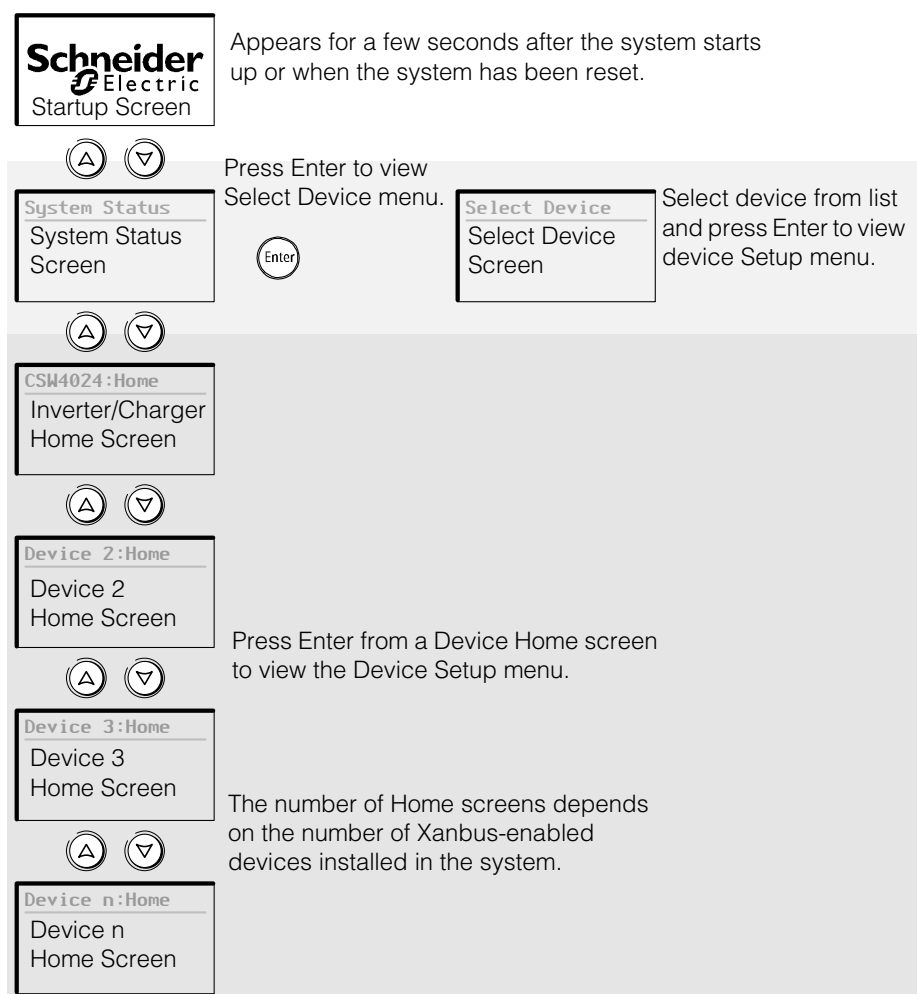 Schneider
Electric
Startup Screen
Appears for a few seconds after the system starts
up or when the system has been reset.
Press Enter to view
Select Device menu.
System Status
System Status
Screen
Enter
Select Device
Select Device
Screen
Select device from list
and press Enter to view
device Setup menu.
CSW4024:Home
Inverter/Charger
Home Screen
Device 2:Home
Device 2
Home Screen
Press Enter from a Device Home screen
to view the Device Setup menu.
Device 3:Home
Device 3
Home Screen
The number of Home screens depends
on the number of Xanbus-enabled
devices installed in the system.
Device n:Home
Device n
Home Screen